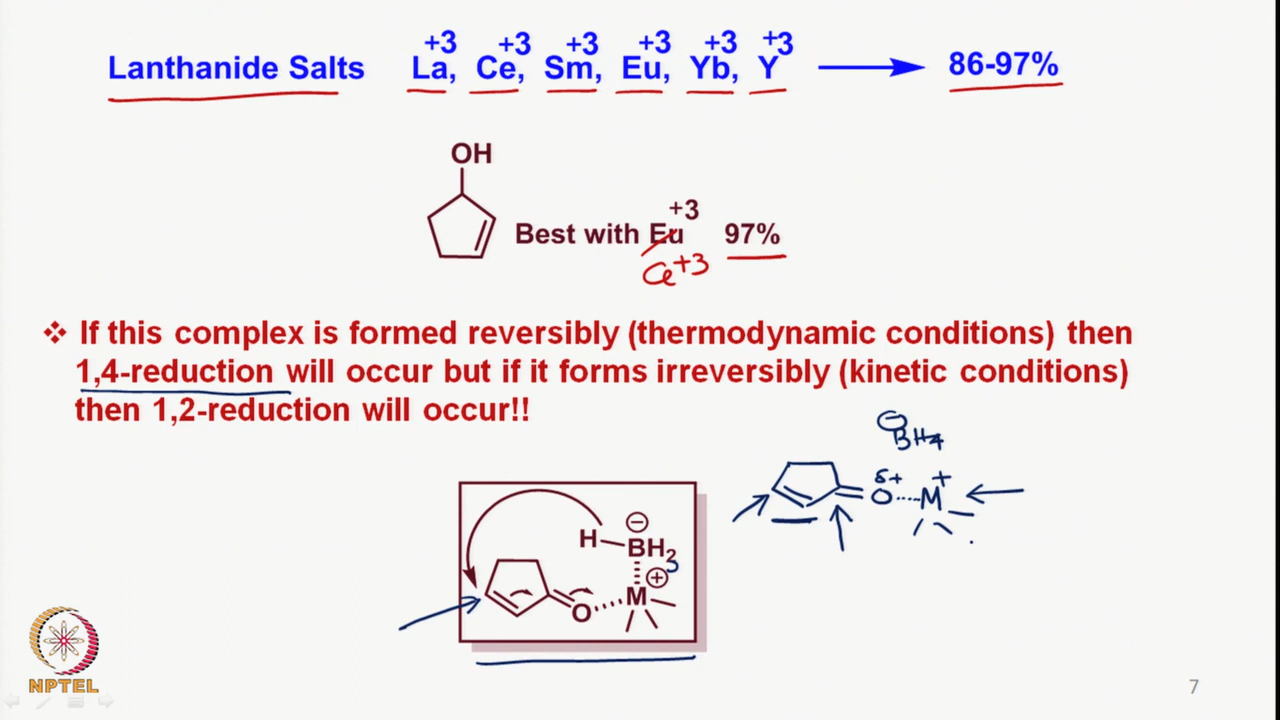 +3 +3 +3 +3 +3 +3
Lanthanide Salts La, Ce, Sm, Eu, Yb, Y 86-97%
OH
+3
Best with Eu 97%
Ce+3
❖ If this complex is formed reversibly (thermodynamic conditions) then
1,4-reduction will occur but if it forms irreversibly (kinetic conditions)
then 1,2-reduction will occur!!
⊖
BH4
δ+ +
O M
⊖
H BH2
3
⊕
M
O
NPTEL
7